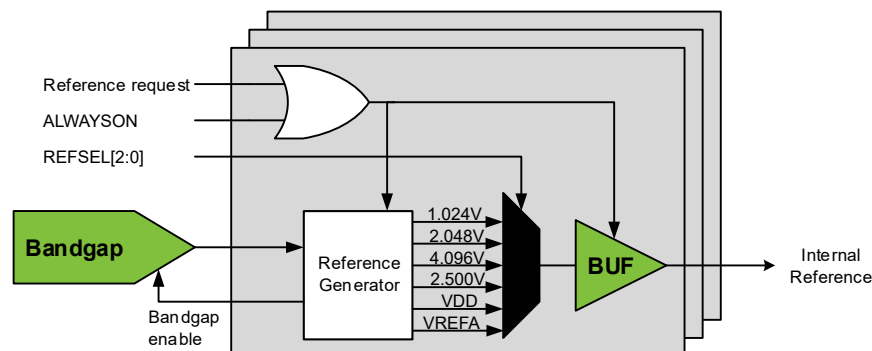 Reference request
ALWAYSON
REFSEL[2:0]
Bandgap
Bandgap
enable
Reference
Generator
1.024V
2.048V
4.096V
2.500V
VDD
VREFA
BUF
Internal
Reference